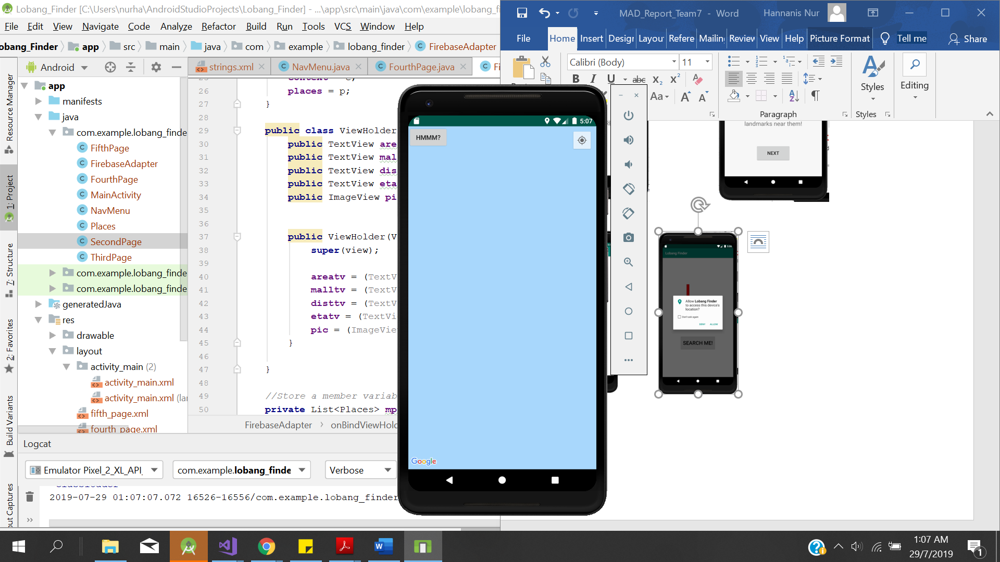 Lobang_Finder [C:\Users\nurha\AndroidStudioProjects\Lobang_Finder] - ...\app\src\main\java\com\example\lobang_fi
File Edit View Navigate Code Analyze Refactor Build Run Tools VCS Window Help
obang_Finder app src main java com example lobang_finder FirebaseAdapter
Android
strings.xml NavMenu.java FourthPage.java Fi
Resource Manager
1: Project
7: Structure
2: Favorites
Build Variants
out Captures
app
manifests
java
com.example.lobang_finde
FifthPage
FirebaseAdapter
FourthPage
MainActivity
NavMenu
Places
SecondPage
ThirdPage
com.example.lobang_finde
com.example.lobang_finde
generatedJava
res
drawable
layout
activity_main (2)
activity_main.xml
activity_main.xml (lan
fifth_page.xml
fourth_page.xml
26 places = p;
27 }
28
29 public class ViewHolder
30 public TextView are
31 public TextView mal
32 public TextView dis
33 public TextView eta
34 public ImageView pi
35
36
37 public ViewHolder(V
38 super(view);
39
40 areatv = (TextV
41 malltv = (TextV
42 disttv = (TextV
43 etatv = (TextVi
44 pic = (ImageView
45 }
46
47 }
48
49 //Store a member variab
50 private List<Places> mp
FirebaseAdapter › onBindViewHold
Logcat
Emulator Pixel_2_XL_API_ com.example.lobang_finde Verbose
2019-07-29 01:07:07.072 16526-16556/com.example.lobang_finder
5:07
HMMM?
Google
MAD_Report_Team7 - Word Hannanis Nur
File Home Insert Design Layou Refere Mailin Review View Help Picture Format Tell me Share
Calibri (Body) 11
B I U abc X2 X2
Aa A A
Paragraph
Styles
Styles
Editing
landmarks near them!
NEXT
Lobang Finder
Allow Lobang Finder
to access this device's
location?
Don't ask again
DENY ALLOW
SEARCH ME!
1:07 AM
29/7/2019
1